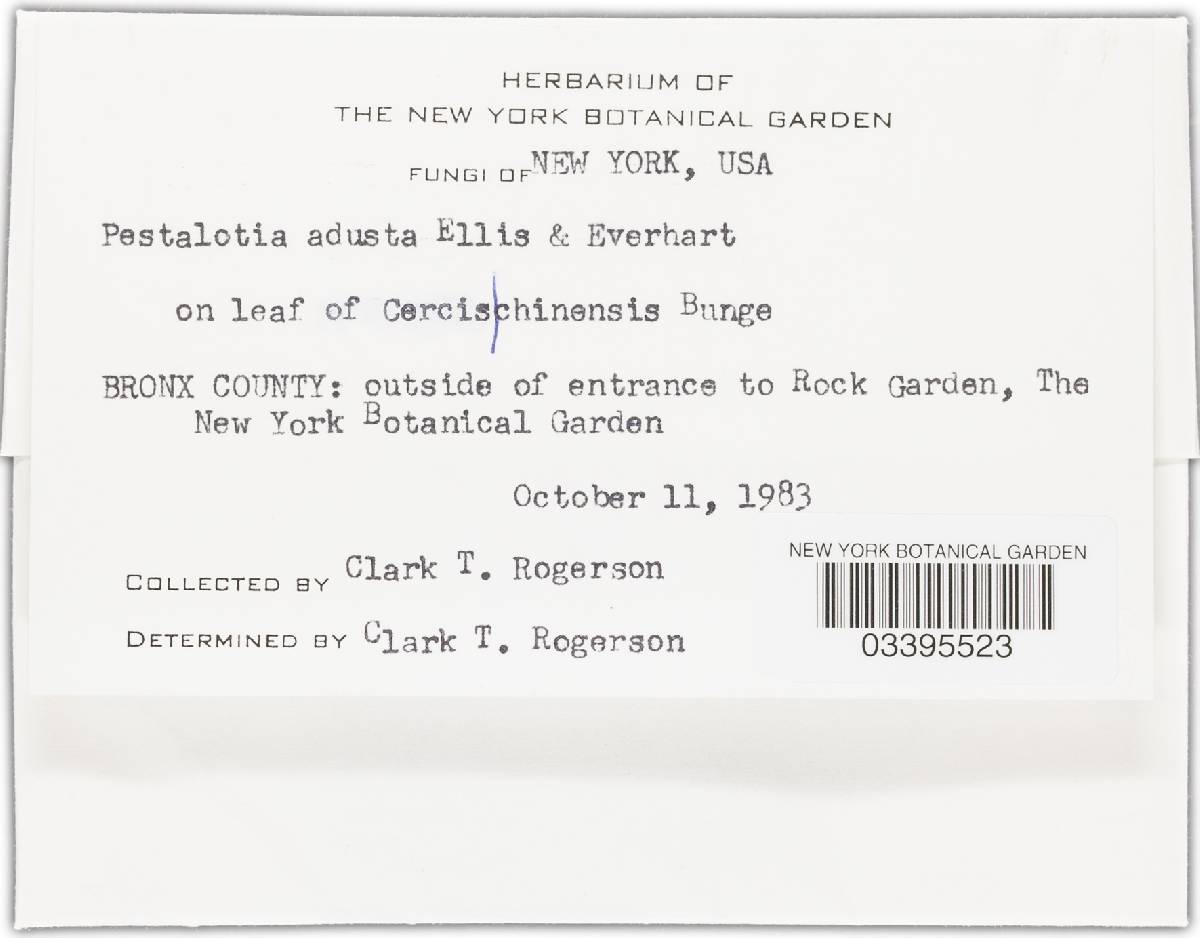 HERBARIUM OF
THE NEW YORK BOTANICAL GARDEN
FUNGI OF NEW YORK, USA
Pestalotia adusta Ellis & Everhart
on leaf of Cercis|chinensis Bunge
BRONX COUNTY: outside of entrance to Rock Garden, The
New York Botanical Garden
October 11, 1983
COLLECTED BY Clark T. Rogerson
DETERMINED BY Clark T. Rogerson
NEW YORK BOTANICAL GARDEN
03395523